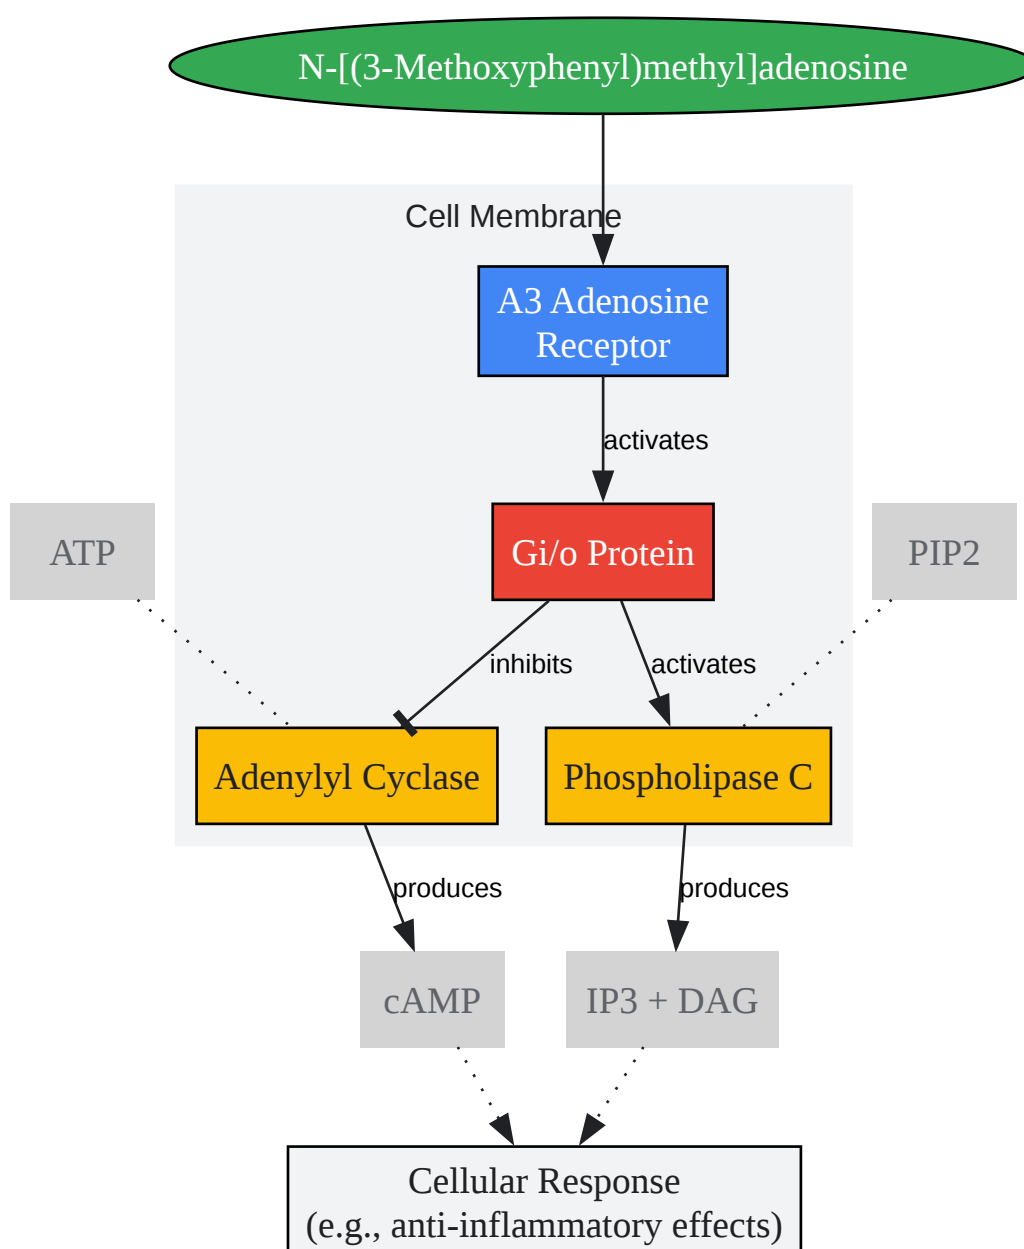 N-[(3-Methoxyphenyl)methyl]adenosine
Cell Membrane
A3 Adenosine
Receptor
activates
ATP
Gi/o Protein
PIP2
inhibits
activates
Adenylyl Cyclase
Phospholipase C
produces
produces
cAMP
IP3 + DAG
Cellular Response
(e.g., anti-inflammatory effects)